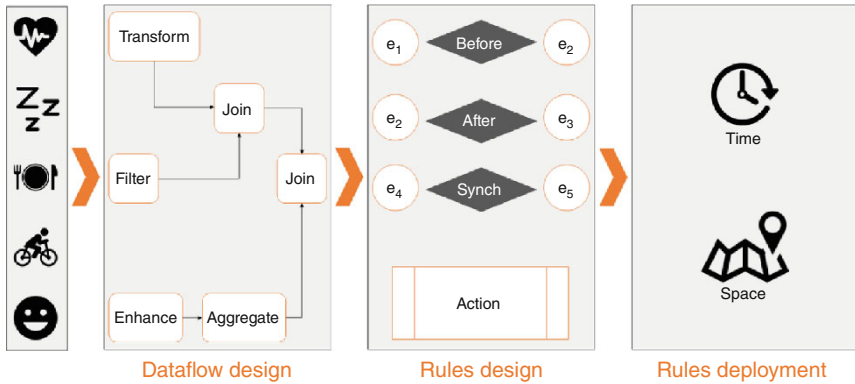 Z Z z
Transform
Join
Filter
Join
Enhance
Aggregate
Dataflow design
e1 Before e2
e2 After e3
e4 Synch e5
Action
Rules design
Time
Space
Rules deployment